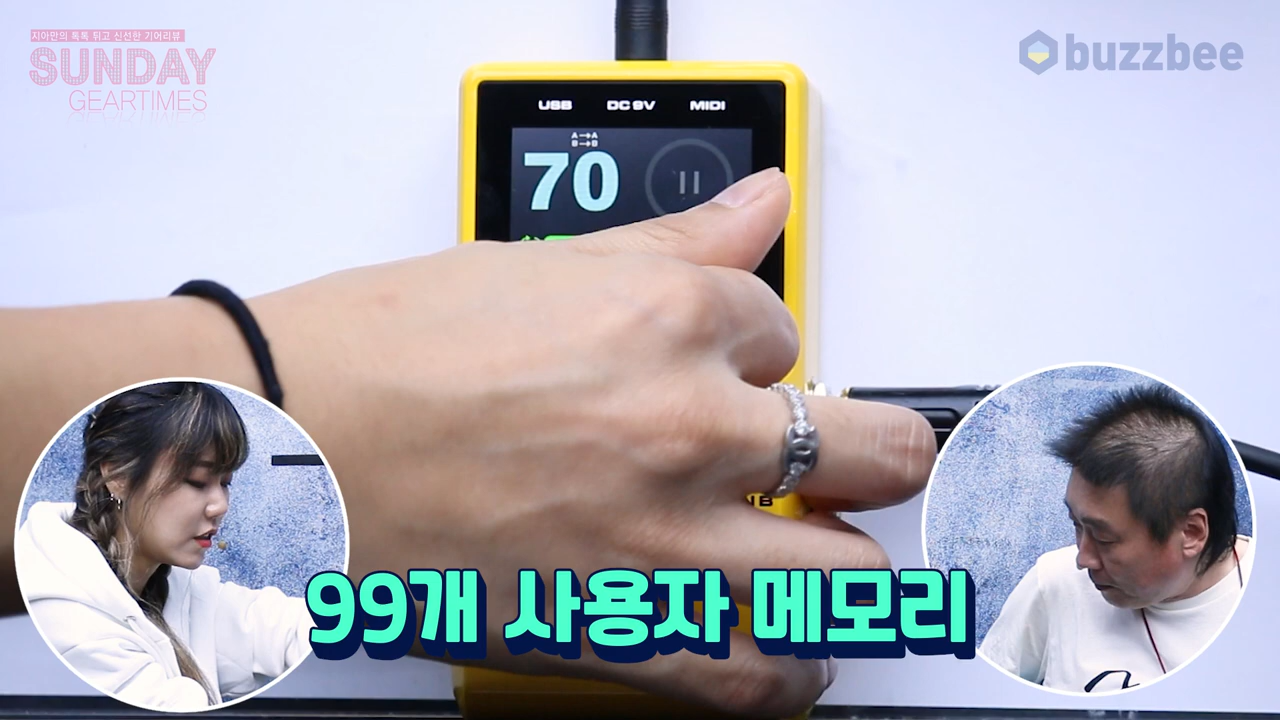 지아만의 톡톡 튀고 신선한 기어리뷰
SUNDAY
GEARTIMES
buzzbee
USB DC 9V MIDI
A→A
B→B
70
99개 사용자 메모리